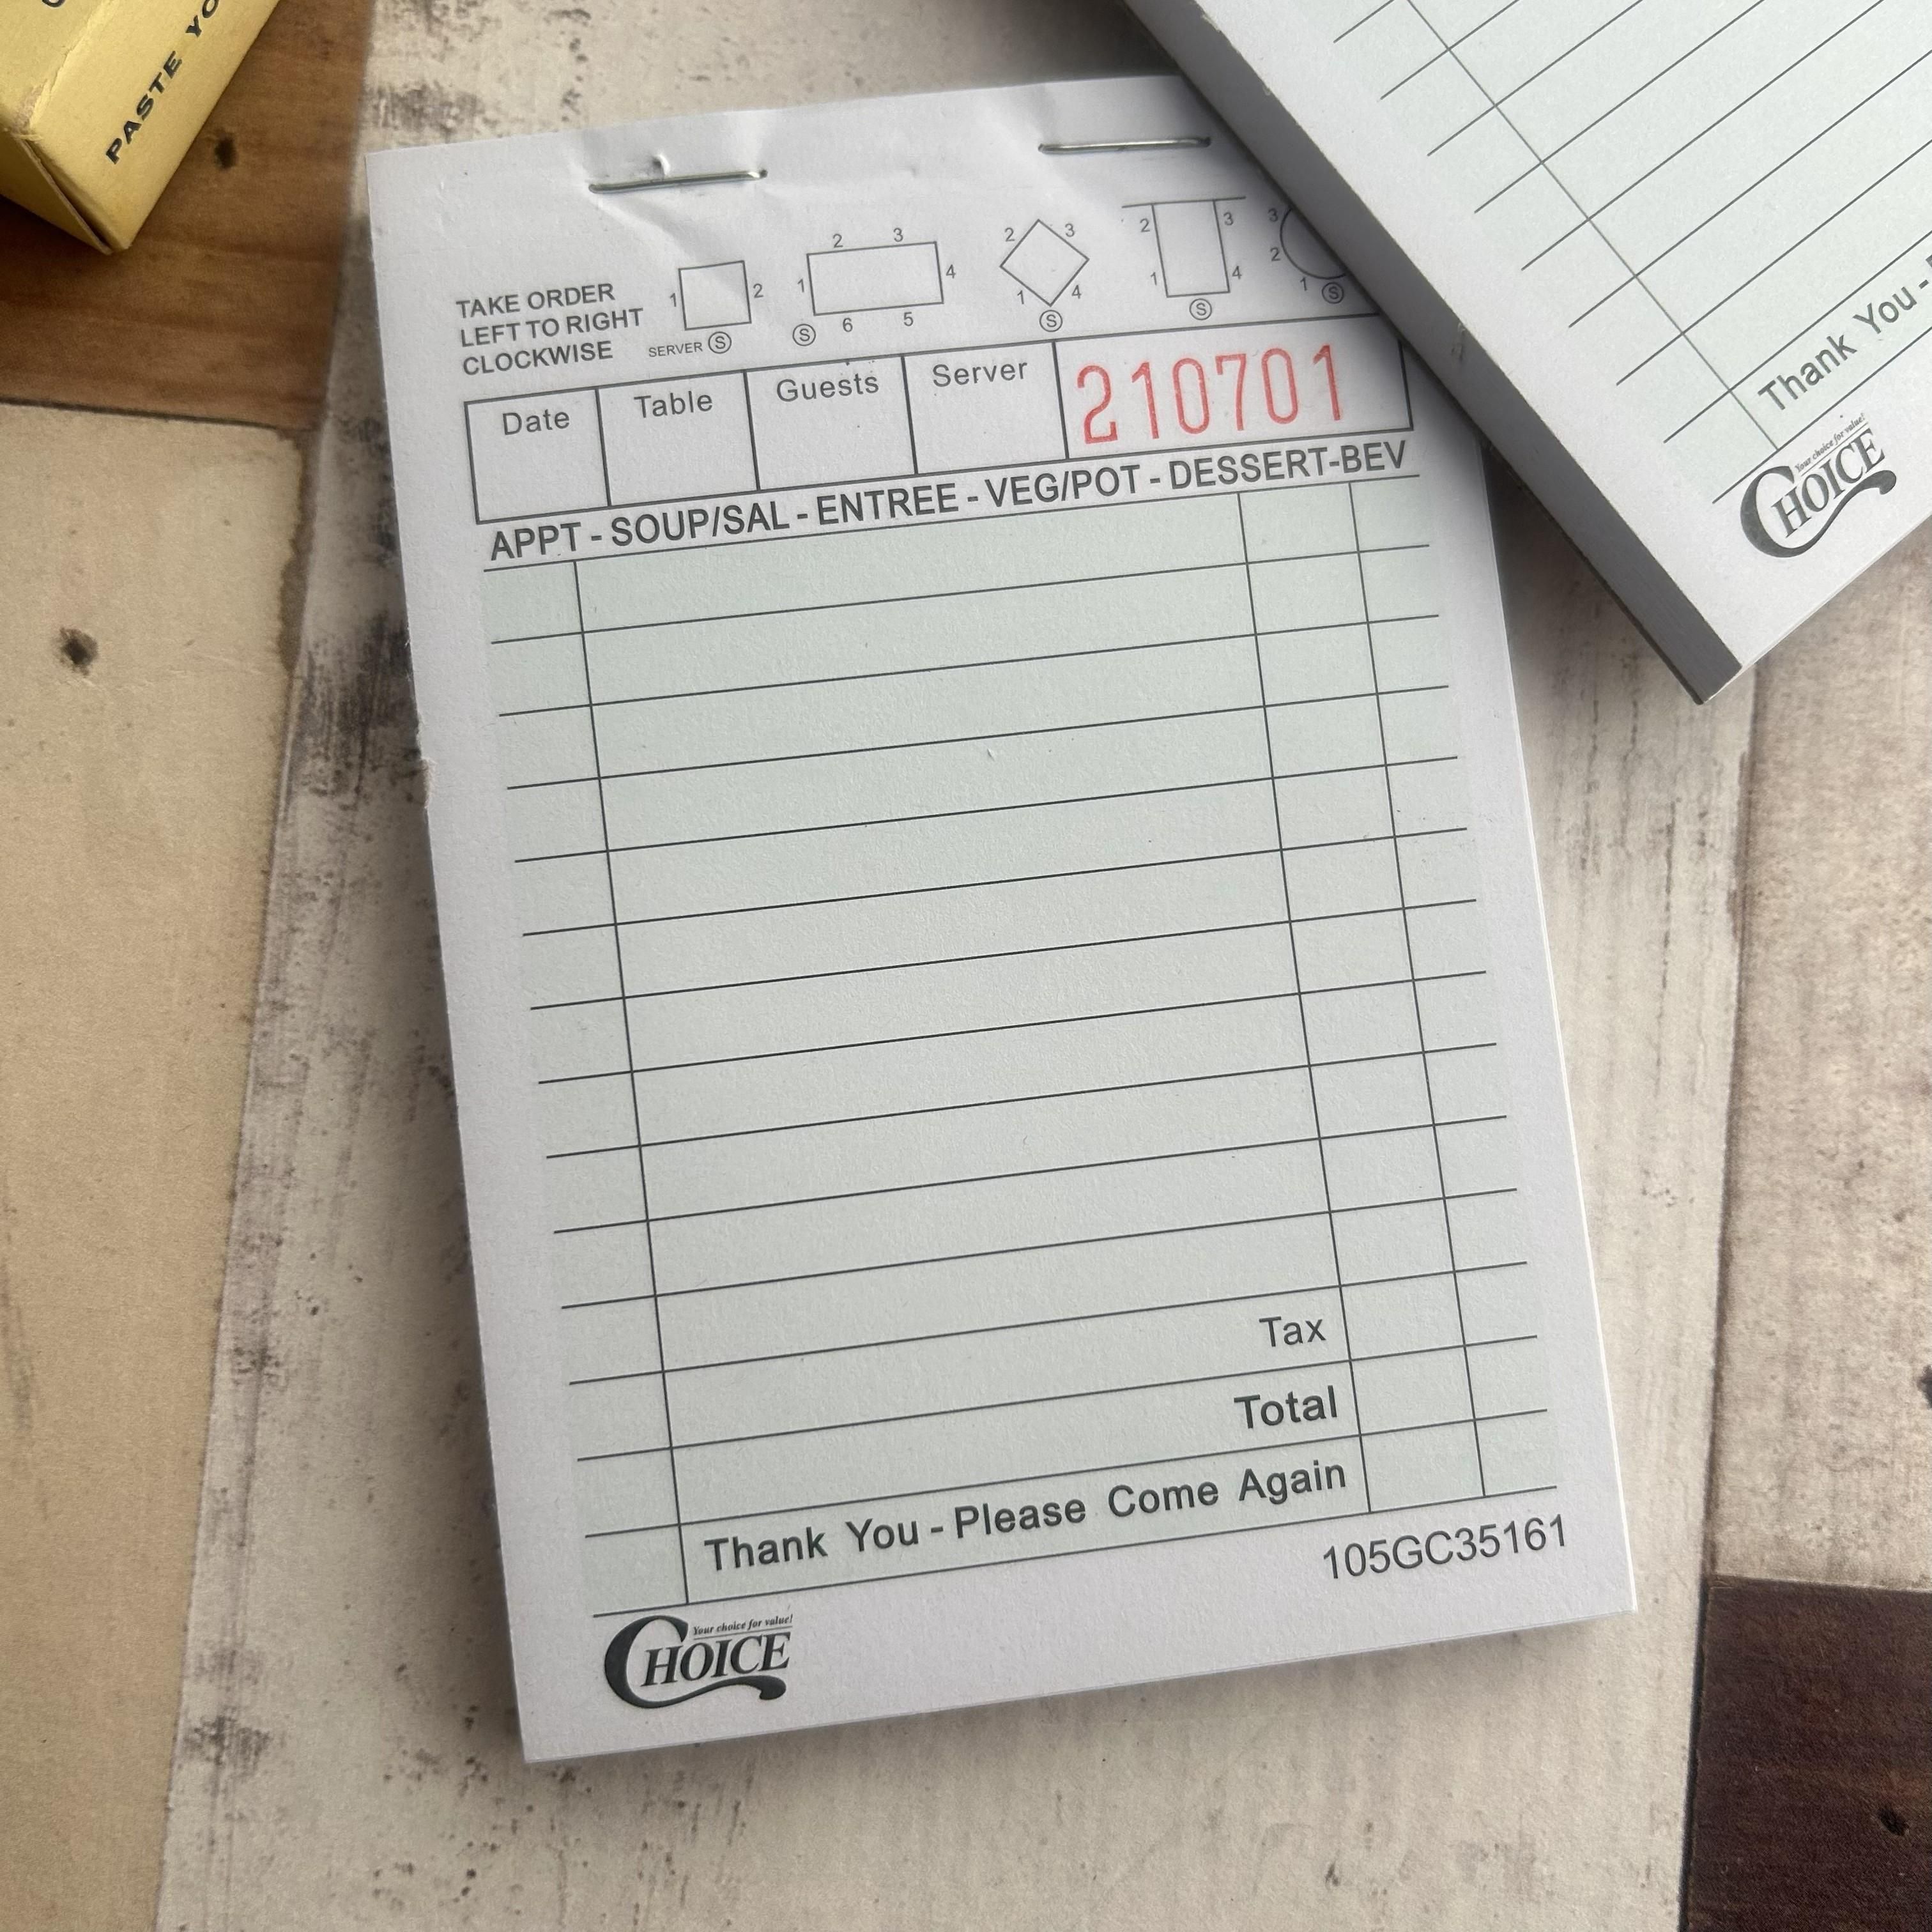 PASTE YO
TAKE ORDER
LEFT TO RIGHT
CLOCKWISE
1 2
SERVER S
1 2 3 4 5 6
S
1 2 3 4
S
1 2 3 4
S
1 2 3
S
Date Table Guests Server 210701
APPT - SOUP/SAL - ENTREE - VEG/POT - DESSERT-BEV
Tax
Total
Thank You - Please Come Again
105GC35161
Your choice for value!
CHOICE
Thank You -
Your choice for value!
CHOICE